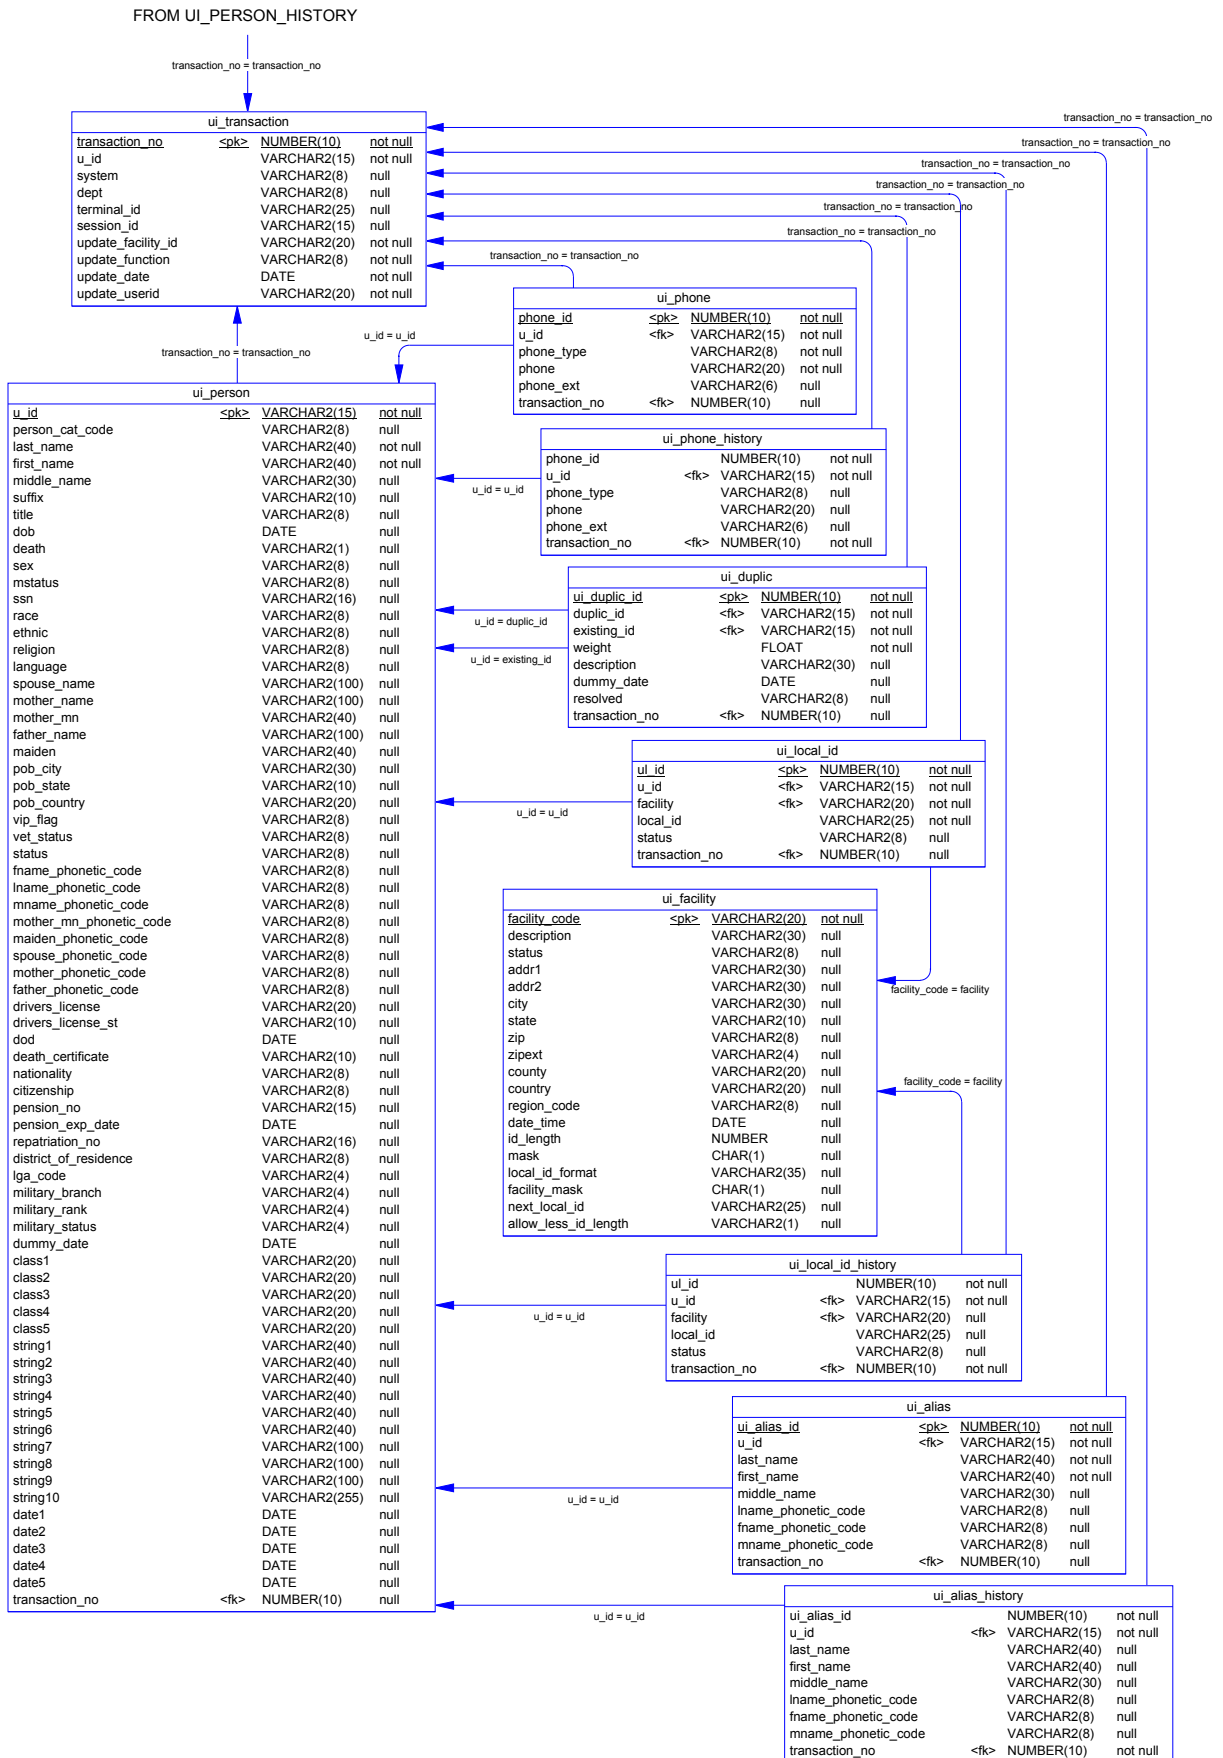 FROM UI_PERSON_HISTORY
transaction_no = transaction_no
ui_transaction
transaction_no <pk> NUMBER(10) not null
u_id VARCHAR2(15) not null
system VARCHAR2(8) null
dept VARCHAR2(8) null
terminal_id VARCHAR2(25) null
session_id VARCHAR2(15) null
update_facility_id VARCHAR2(20) not null
update_function VARCHAR2(8) not null
update_date DATE not null
update_userid VARCHAR2(20) not null
transaction_no = transaction_no
transaction_no = transaction_no
transaction_no = transaction_no
transaction_no = transaction_no
transaction_no = transaction_no
transaction_no = transaction_no
transaction_no = transaction_no
transaction_no = transaction_no
u_id = u_id
ui_phone
phone_id <pk> NUMBER(10) not null
u_id <fk> VARCHAR2(15) not null
phone_type VARCHAR2(8) not null
phone VARCHAR2(20) not null
phone_ext VARCHAR2(6) null
transaction_no <fk> NUMBER(10) null
ui_person
u_id <pk> VARCHAR2(15) not null
person_cat_code VARCHAR2(8) null
last_name VARCHAR2(40) not null
first_name VARCHAR2(40) not null
middle_name VARCHAR2(30) null
suffix VARCHAR2(10) null
title VARCHAR2(8) null
dob DATE null
death VARCHAR2(1) null
sex VARCHAR2(8) null
mstatus VARCHAR2(8) null
ssn VARCHAR2(16) null
race VARCHAR2(8) null
ethnic VARCHAR2(8) null
religion VARCHAR2(8) null
language VARCHAR2(8) null
spouse_name VARCHAR2(100) null
mother_name VARCHAR2(100) null
mother_mn VARCHAR2(40) null
father_name VARCHAR2(100) null
maiden VARCHAR2(40) null
pob_city VARCHAR2(30) null
pob_state VARCHAR2(10) null
pob_country VARCHAR2(20) null
vip_flag VARCHAR2(8) null
vet_status VARCHAR2(8) null
status VARCHAR2(8) null
fname_phonetic_code VARCHAR2(8) null
lname_phonetic_code VARCHAR2(8) null
mname_phonetic_code VARCHAR2(8) null
mother_mn_phonetic_code VARCHAR2(8) null
maiden_phonetic_code VARCHAR2(8) null
spouse_phonetic_code VARCHAR2(8) null
mother_phonetic_code VARCHAR2(8) null
father_phonetic_code VARCHAR2(8) null
drivers_license VARCHAR2(20) null
drivers_license_st VARCHAR2(10) null
dod DATE null
death_certificate VARCHAR2(10) null
nationality VARCHAR2(8) null
citizenship VARCHAR2(8) null
pension_no VARCHAR2(15) null
pension_exp_date DATE null
repatriation_no VARCHAR2(16) null
district_of_residence VARCHAR2(8) null
lga_code VARCHAR2(4) null
military_branch VARCHAR2(4) null
military_rank VARCHAR2(4) null
military_status VARCHAR2(4) null
dummy_date DATE null
class1 VARCHAR2(20) null
class2 VARCHAR2(20) null
class3 VARCHAR2(20) null
class4 VARCHAR2(20) null
class5 VARCHAR2(20) null
string1 VARCHAR2(40) null
string2 VARCHAR2(40) null
string3 VARCHAR2(40) null
string4 VARCHAR2(40) null
string5 VARCHAR2(40) null
string6 VARCHAR2(40) null
string7 VARCHAR2(100) null
string8 VARCHAR2(100) null
string9 VARCHAR2(100) null
string10 VARCHAR2(255) null
date1 DATE null
date2 DATE null
date3 DATE null
date4 DATE null
date5 DATE null
transaction_no <fk> NUMBER(10) null
ui_phone_history
phone_id NUMBER(10) not null
u_id <fk> VARCHAR2(15) not null
phone_type VARCHAR2(8) null
phone VARCHAR2(20) null
phone_ext VARCHAR2(6) null
transaction_no <fk> NUMBER(10) not null
u_id = u_id
ui_duplic
ui_duplic_id <pk> NUMBER(10) not null
duplic_id <fk> VARCHAR2(15) not null
existing_id <fk> VARCHAR2(15) not null
weight FLOAT not null
description VARCHAR2(30) null
dummy_date DATE null
resolved VARCHAR2(8) null
transaction_no <fk> NUMBER(10) null
u_id = duplic_id
u_id = existing_id
ui_local_id
ul_id <pk> NUMBER(10) not null
u_id <fk> VARCHAR2(15) not null
facility <fk> VARCHAR2(20) not null
local_id VARCHAR2(25) not null
status VARCHAR2(8) null
transaction_no <fk> NUMBER(10) null
u_id = u_id
ui_facility
facility_code <pk> VARCHAR2(20) not null
description VARCHAR2(30) null
status VARCHAR2(8) null
addr1 VARCHAR2(30) null
addr2 VARCHAR2(30) null
city VARCHAR2(30) null
state VARCHAR2(10) null
zip VARCHAR2(8) null
zipext VARCHAR2(4) null
county VARCHAR2(20) null
country VARCHAR2(20) null
region_code VARCHAR2(8) null
date_time DATE null
id_length NUMBER null
mask CHAR(1) null
local_id_format VARCHAR2(35) null
facility_mask CHAR(1) null
next_local_id VARCHAR2(25) null
allow_less_id_length VARCHAR2(1) null
facility_code = facility
facility_code = facility
ui_local_id_history
ul_id NUMBER(10) not null
u_id <fk> VARCHAR2(15) not null
facility <fk> VARCHAR2(20) null
local_id VARCHAR2(25) null
status VARCHAR2(8) null
transaction_no <fk> NUMBER(10) not null
u_id = u_id
ui_alias
ui_alias_id <pk> NUMBER(10) not null
u_id <fk> VARCHAR2(15) not null
last_name VARCHAR2(40) not null
first_name VARCHAR2(40) not null
middle_name VARCHAR2(30) null
lname_phonetic_code VARCHAR2(8) null
fname_phonetic_code VARCHAR2(8) null
mname_phonetic_code VARCHAR2(8) null
transaction_no <fk> NUMBER(10) null
u_id = u_id
ui_alias_history
ui_alias_id NUMBER(10) not null
u_id <fk> VARCHAR2(15) not null
last_name VARCHAR2(40) null
first_name VARCHAR2(40) null
middle_name VARCHAR2(30) null
lname_phonetic_code VARCHAR2(8) null
fname_phonetic_code VARCHAR2(8) null
mname_phonetic_code VARCHAR2(8) null
transaction_no <fk> NUMBER(10) not null
u_id = u_id